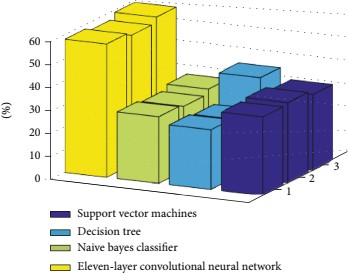 60
50
40
30
20
10
0
(%)
1
2
3
Support vector machines
Decision tree
Naive bayes classifier
Eleven-layer convolutional neural network